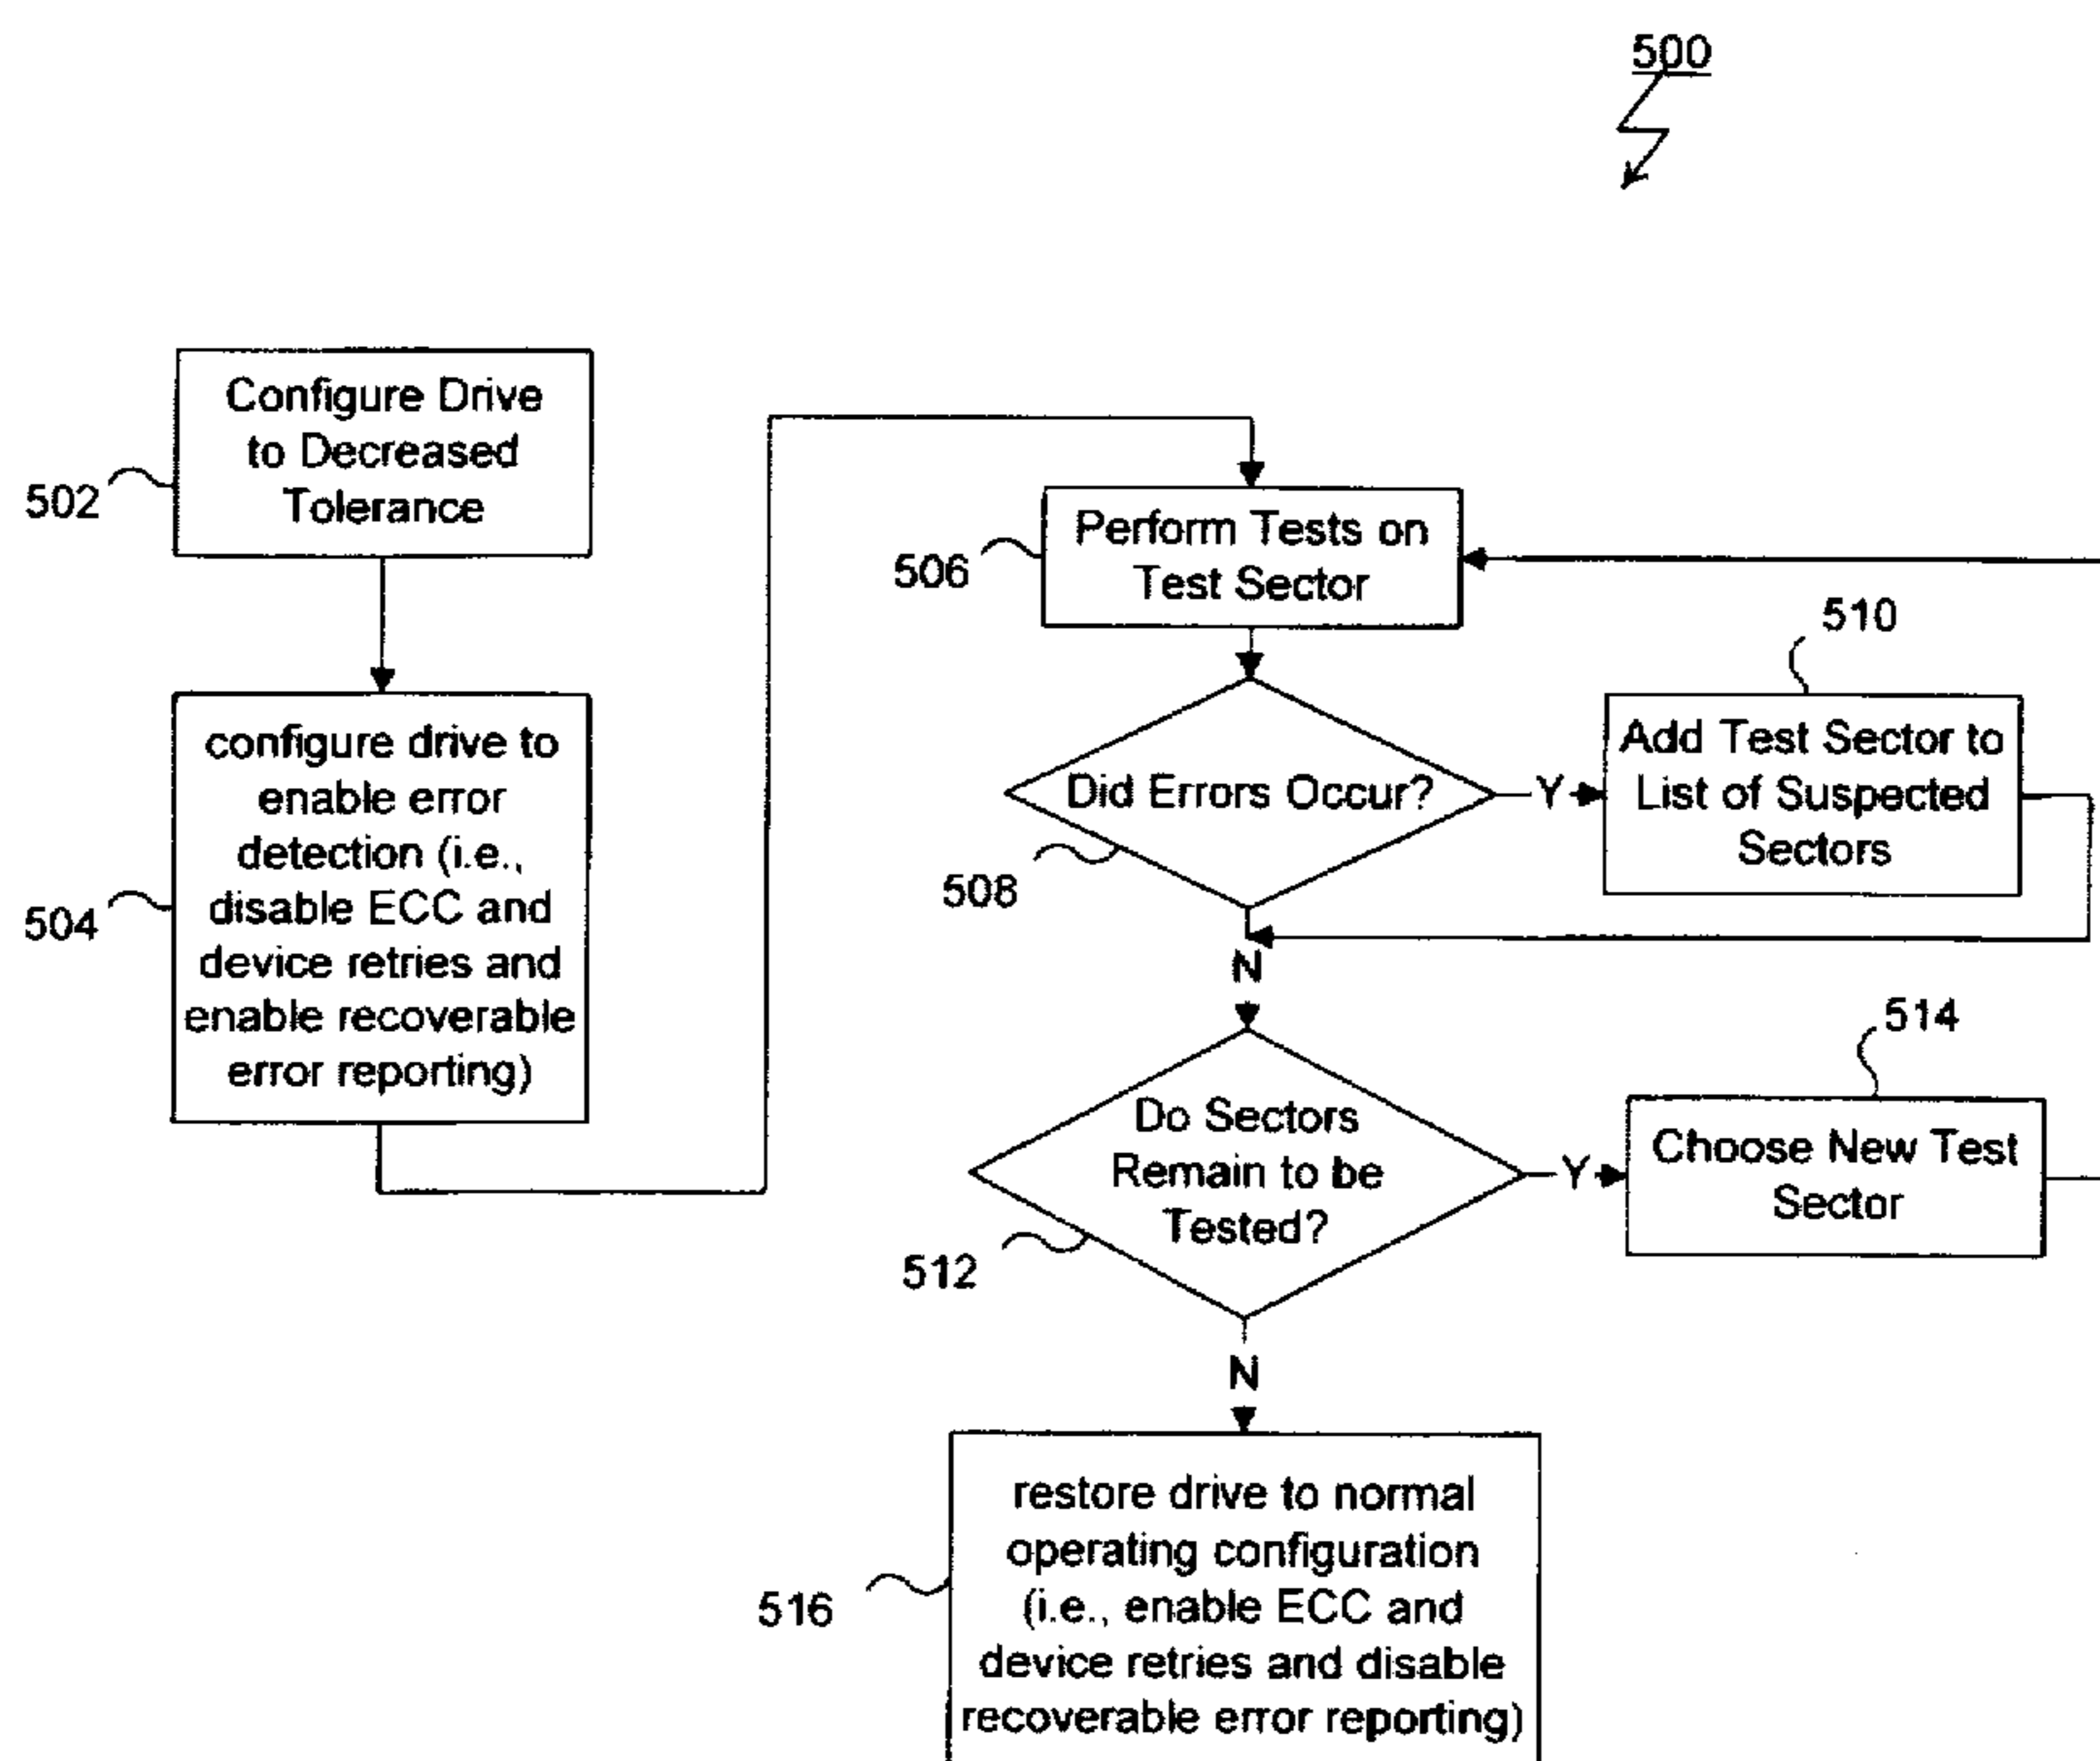 500
Configure Drive
to Decreased
Tolerance
502
configure drive to
enable error
detection (i.e.,
disable ECC and
device retries and
enable recoverable
error reporting)
504
Perform Tests on
Test Sector
506
Did Errors Occur?
508
Y
510
Add Test Sector to
List of Suspected
Sectors
N
Do Sectors
Remain to be
Tested?
512
Y
514
Choose New Test
Sector
N
restore drive to normal
operating configuration
(i.e., enable ECC and
device retries and disable
recoverable error reporting)
516